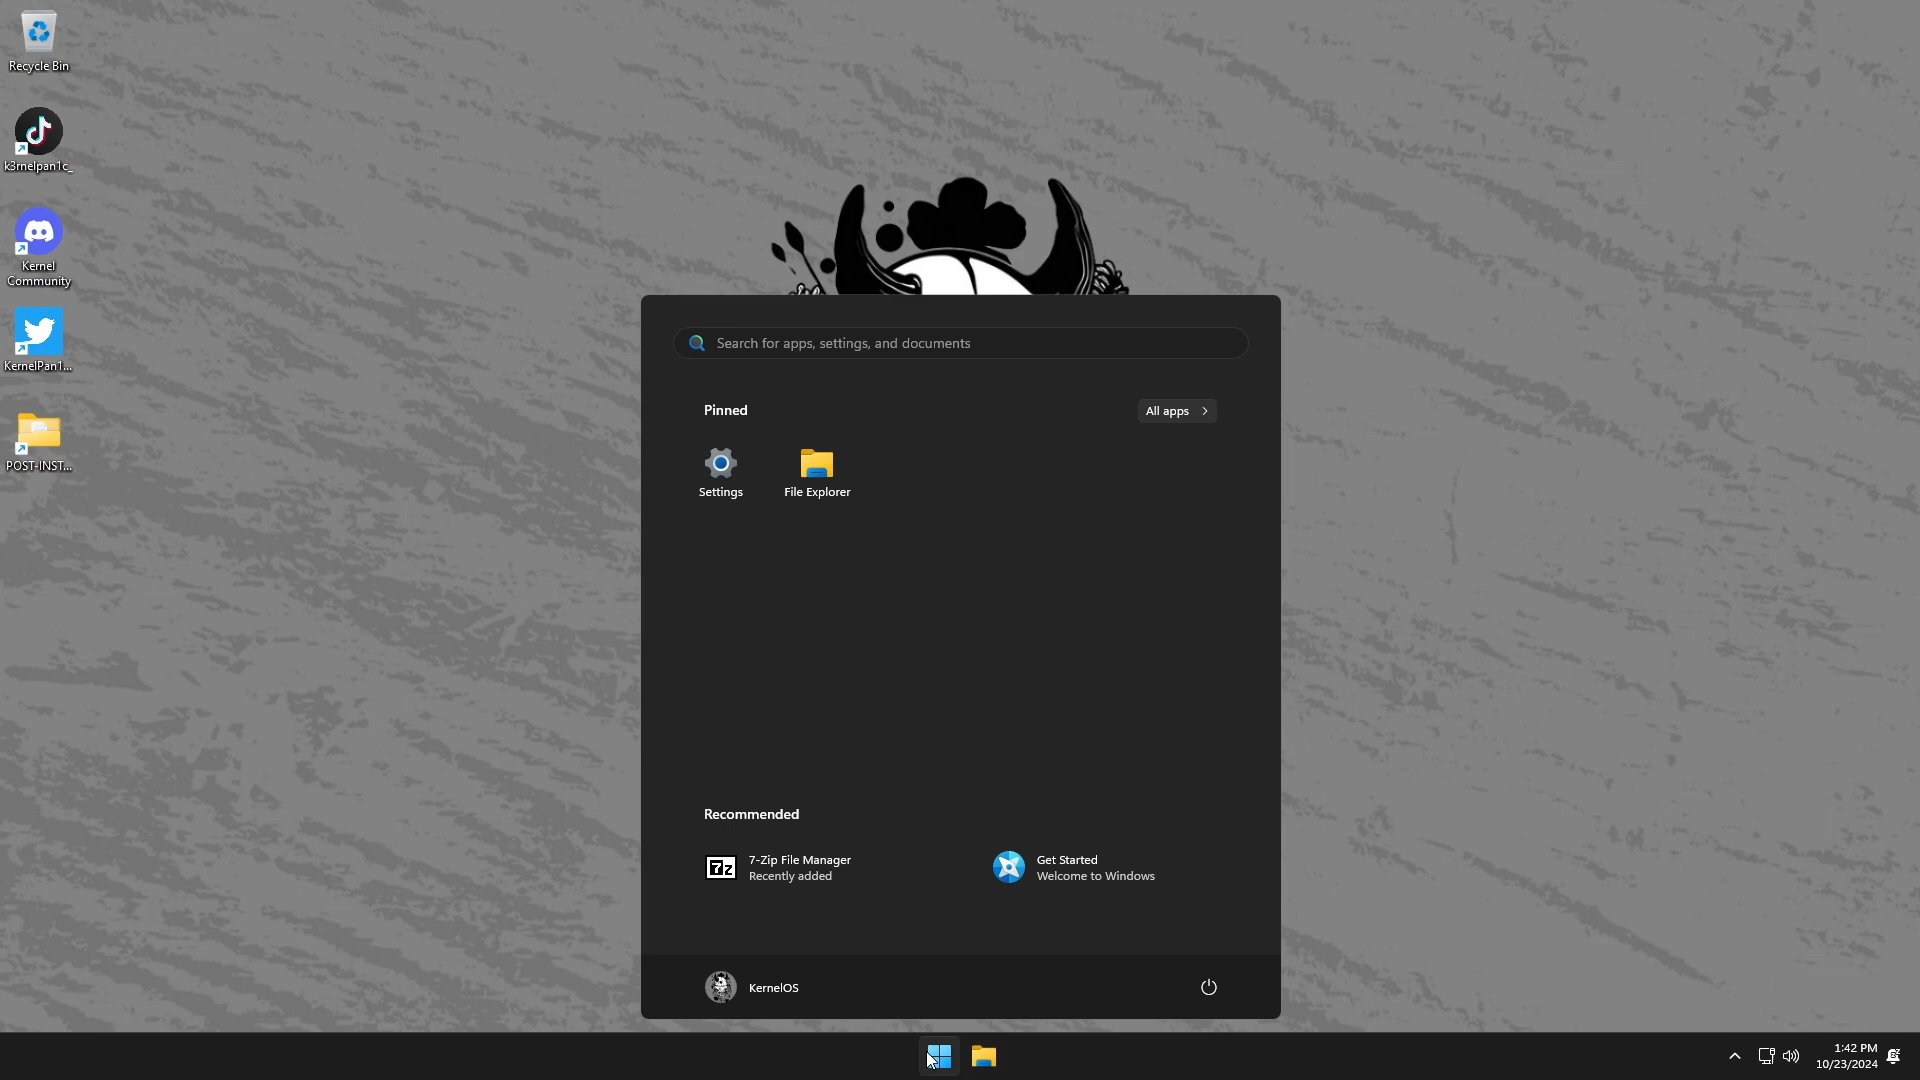 Recycle Bin
k3rnelpan1c_
Kernel
Community
KernelPan1...
POST-INST...
Search for apps, settings, and documents
Pinned
All apps
Settings
File Explorer
Recommended
7-Zip File Manager
Recently added
Get Started
Welcome to Windows
KernelOS
1:42 PM
10/23/2024